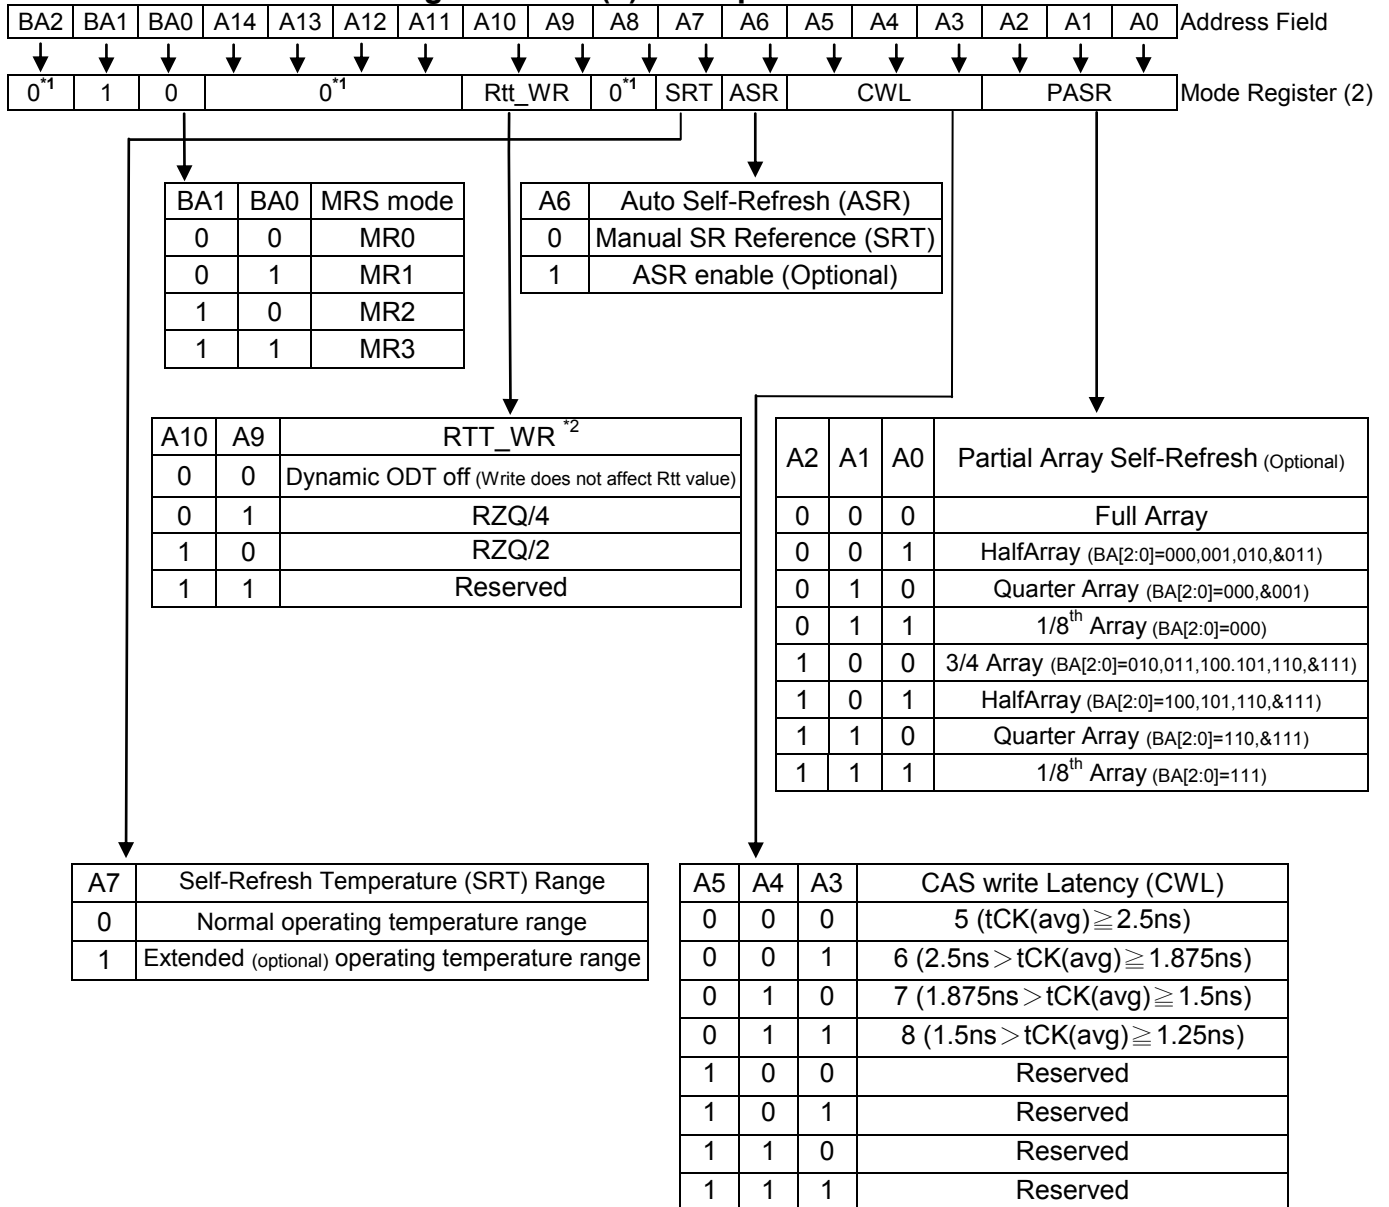 BA2 BA1 BA0 A14 A13 A12 A11 A10 A9 A8 A7 A6 A5 A4 A3 A2 A1 A0 Address Field
0*1 1 0 0*1 Rtt_WR 0*1 SRT ASR CWL PASR Mode Register (2)
BA1 BA0 MRS mode
0 0 MR0
0 1 MR1
1 0 MR2
1 1 MR3
A6 Auto Self-Refresh (ASR)
0 Manual SR Reference (SRT)
1 ASR enable (Optional)
A10 A9 RTT_WR *2
0 0 Dynamic ODT off (Write does not affect Rtt value)
0 1 RZQ/4
1 0 RZQ/2
1 1 Reserved
A2 A1 A0 Partial Array Self-Refresh (Optional)
0 0 0 Full Array
0 0 1 HalfArray (BA[2:0]=000,001,010,&011)
0 1 0 Quarter Array (BA[2:0]=000,&001)
0 1 1 1/8th Array (BA[2:0]=000)
1 0 0 3/4 Array (BA[2:0]=010,011,100.101,110,&111)
1 0 1 HalfArray (BA[2:0]=100,101,110,&111)
1 1 0 Quarter Array (BA[2:0]=110,&111)
1 1 1 1/8th Array (BA[2:0]=111)
A7 Self-Refresh Temperature (SRT) Range
0 Normal operating temperature range
1 Extended (optional) operating temperature range
A5 A4 A3 CAS write Latency (CWL)
0 0 0 5 (tCK(avg)≧2.5ns)
0 0 1 6 (2.5ns＞tCK(avg)≧1.875ns)
0 1 0 7 (1.875ns＞tCK(avg)≧1.5ns)
0 1 1 8 (1.5ns＞tCK(avg)≧1.25ns)
1 0 0 Reserved
1 0 1 Reserved
1 1 0 Reserved
1 1 1 Reserved